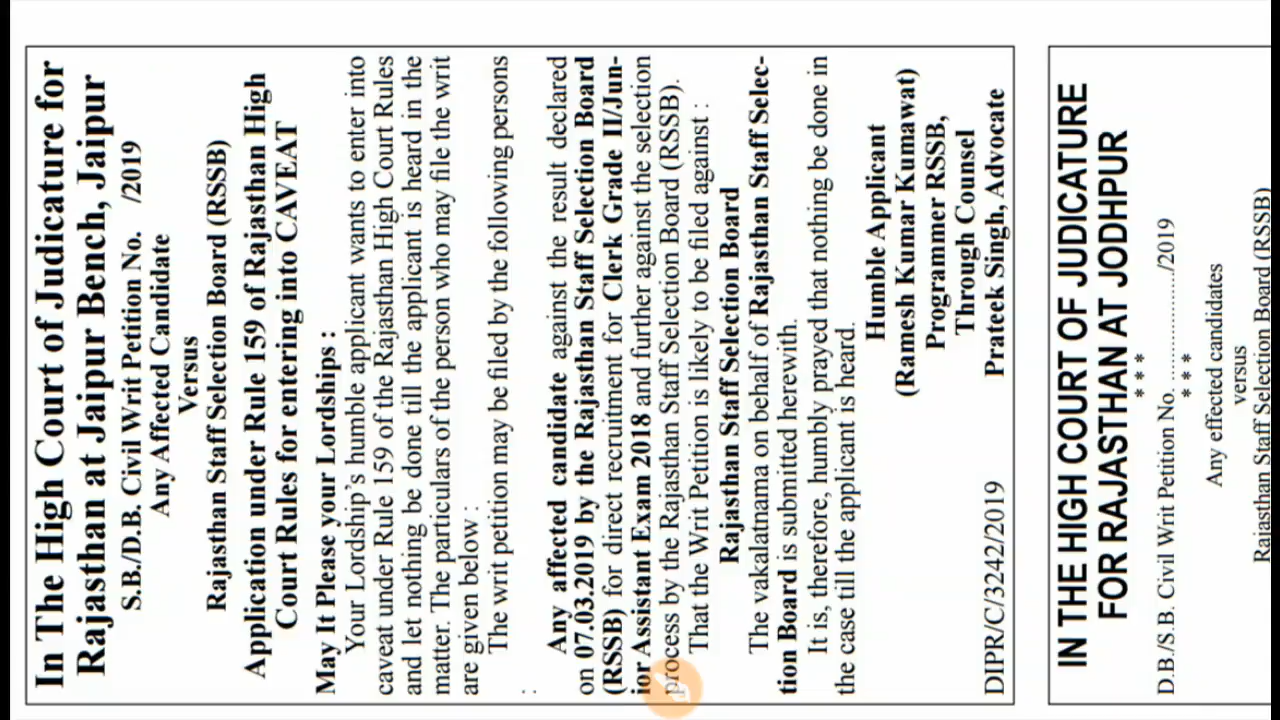 In The High Court of Judicature for
Rajasthan at Jaipur Bench, Jaipur
S.B./D.B. Civil Writ Petition No. /2019
Any Affected Candidate
Versus
Rajasthan Staff Selection Board (RSSB)
Application under Rule 159 of Rajasthan High
Court Rules for entering into CAVEAT
May It Please your Lordships :
Your Lordship's humble applicant wants to enter into
caveat under Rule 159 of the Rajasthan High Court Rules
and let nothing be done till the applicant is heard in the
matter. The particulars of the person who may file the writ
are given below :
The writ petition may be filed by the following persons
:
Any affected candidate against the result declared
on 07.03.2019 by the Rajasthan Staff Selection Board
(RSSB) for direct recruitment for Clerk Grade II/Jun-
ior Assistant Exam 2018 and further against the selection
process by the Rajasthan Staff Selection Board (RSSB).
That the Writ Petition is likely to be filed against :
Rajasthan Staff Selection Board
The vakalatnama on behalf of Rajasthan Staff Selec-
tion Board is submitted herewith.
It is, therefore, humbly prayed that nothing be done in
the case till the applicant is heard.
Humble Applicant
(Ramesh Kumar Kumawat)
Programmer RSSB,
Through Counsel
DIPR/C/3242/2019 Prateek Singh, Advocate
IN THE HIGH COURT OF JUDICATURE
FOR RAJASTHAN AT JODHPUR
***
D.B./S.B. Civil Writ Petition No. ................/2019
***
Any effected candidates
versus
Rajasthan Staff Selection Board (RSSB)